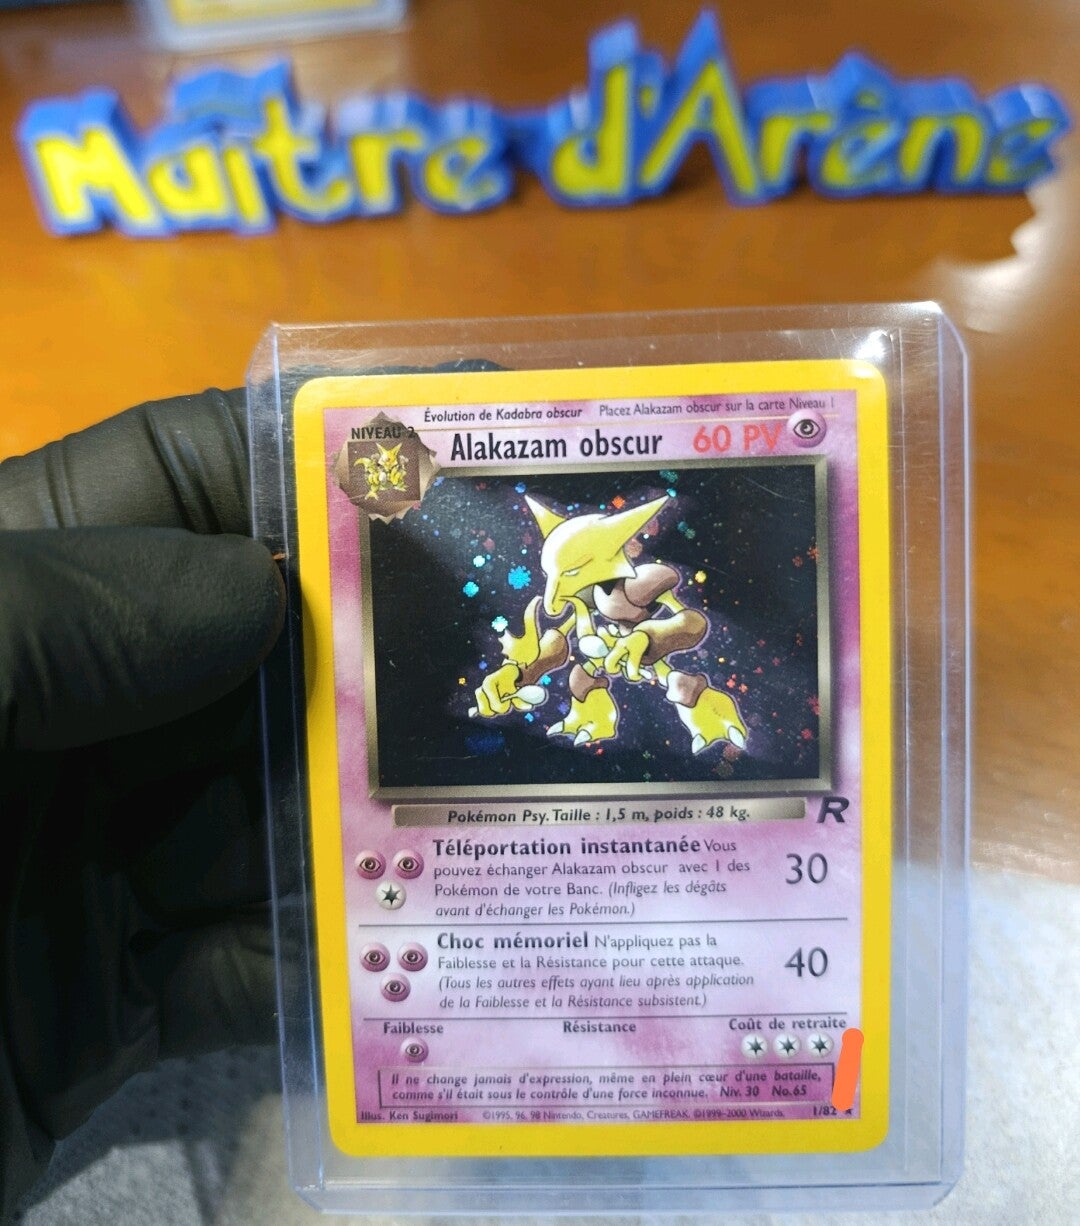 Maître d'Arène
Évolution de Kadabra obscur Placez Alakazam obscur sur la carte Niveau 1
NIVEAU 2
Alakazam obscur 60 PV
Pokémon Psy. Taille : 1,5 m, poids : 48 kg.
R
Téléportation instantanée Vous
pouvez échanger Alakazam obscur avec 1 des
Pokémon de votre Banc. (Infligez les dégâts
avant d'échanger les Pokémon.)
30
Choc mémoriel N'appliquez pas la
Faiblesse et la Résistance pour cette attaque.
(Tous les autres effets ayant lieu après application
de la Faiblesse et la Résistance subsistent.)
40
Faiblesse Résistance Coût de retraite
Il ne change jamais d'expression, même en plein cœur d'une bataille,
comme s'il était sous le contrôle d'une force inconnue. Niv. 30 No. 65
Illus. Ken Sugimori ©1995, 96, 98 Nintendo, Creatures, GAMEFREAK. ©1999-2000 Wizards. 1/82 ★